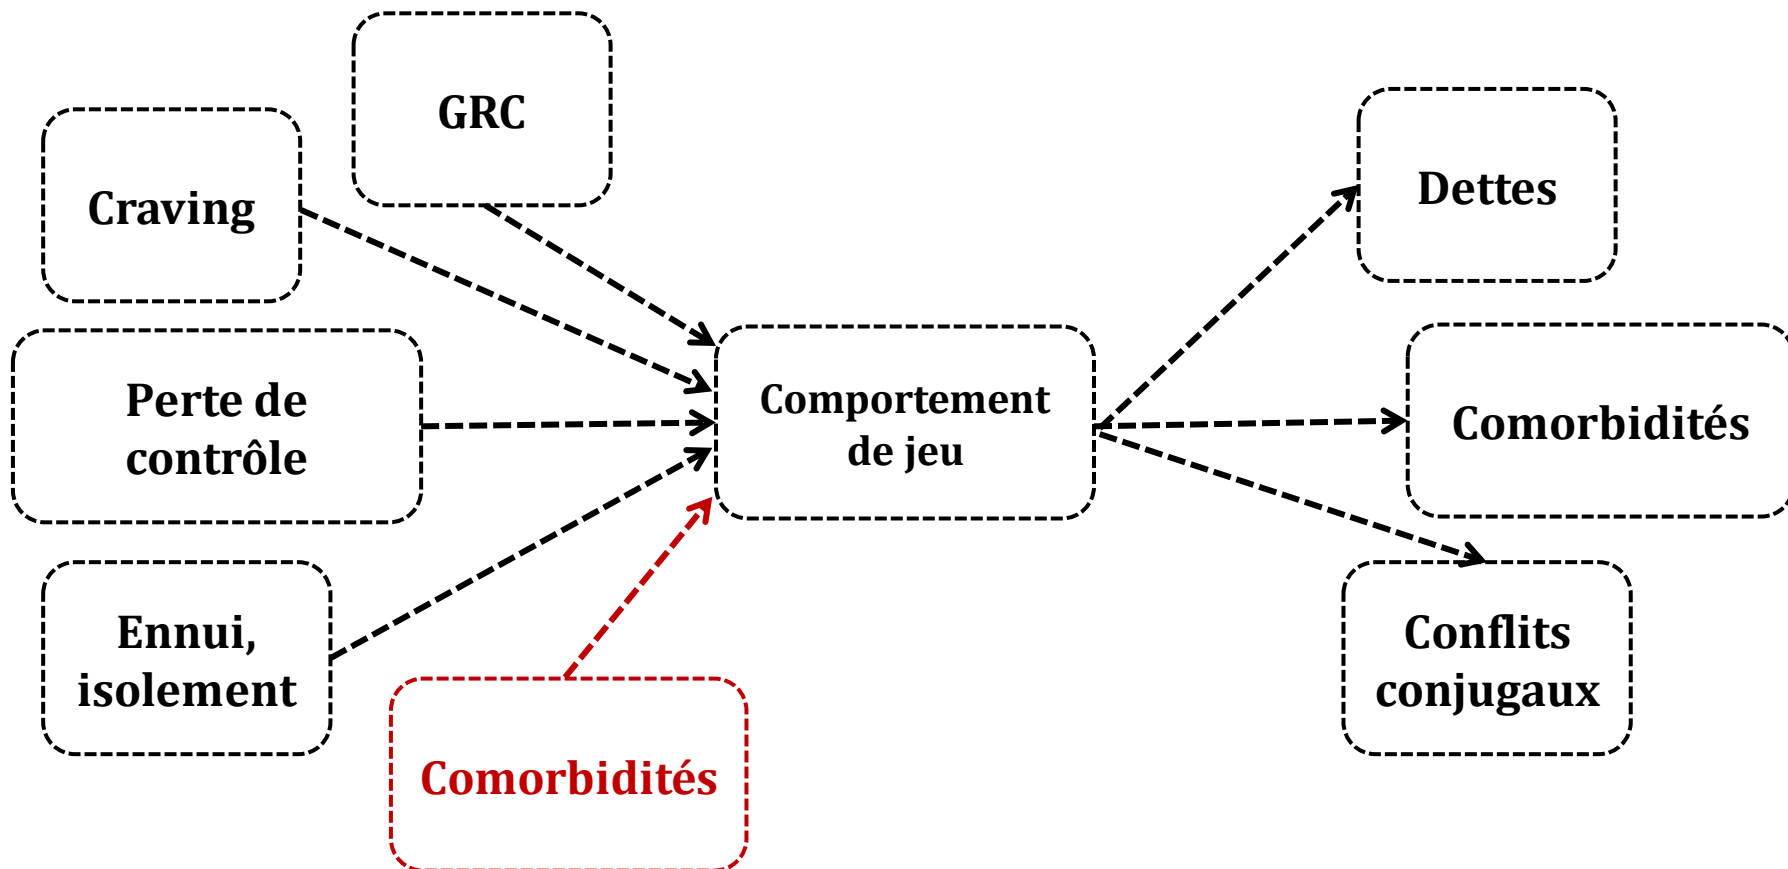 GRC
Craving
Perte de
contrôle
Ennui,
isolement
Comorbidités
Comportement
de jeu
Dettes
Comorbidités
Conflits
conjugaux